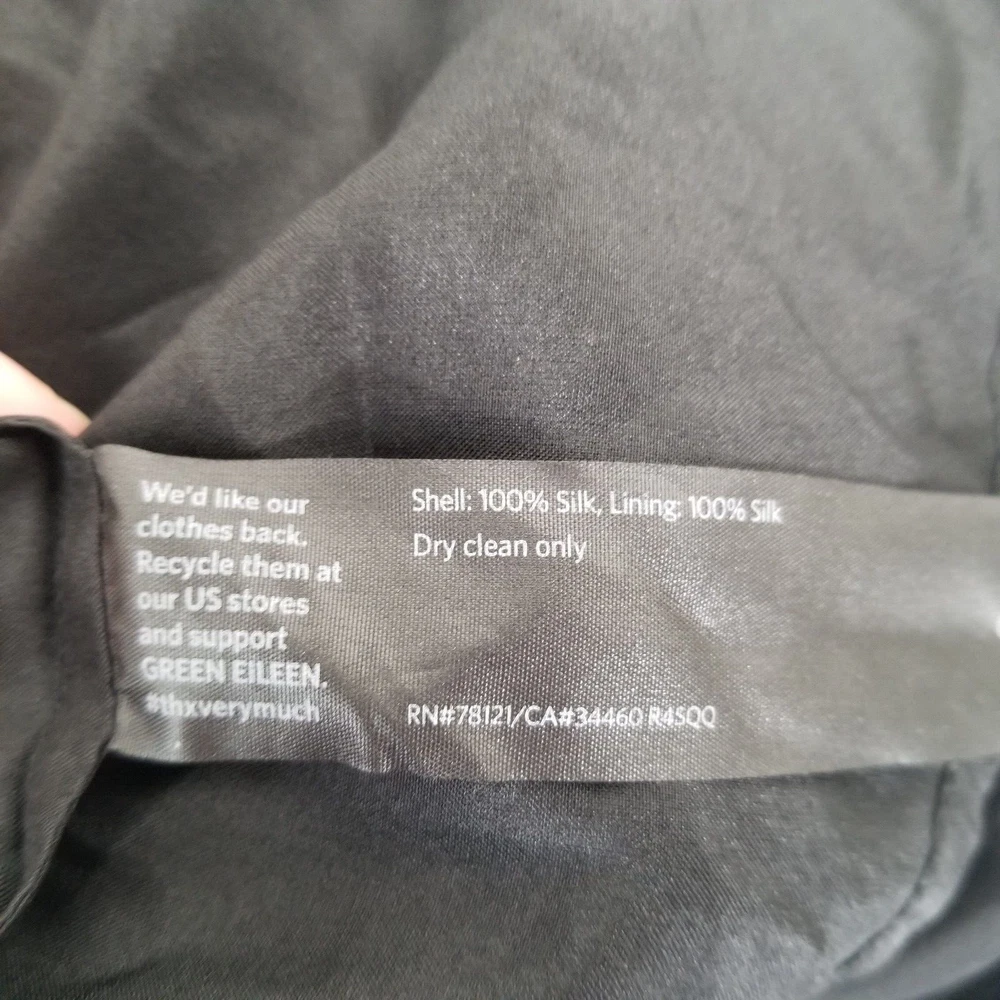 We'd like our
clothes back.
Recycle them at
our US stores
and support
GREEN EILEEN.
#thxverymuch
Shell: 100% Silk, Lining: 100% Silk
Dry clean only
RN#78121/CA#34460 R4SQQ